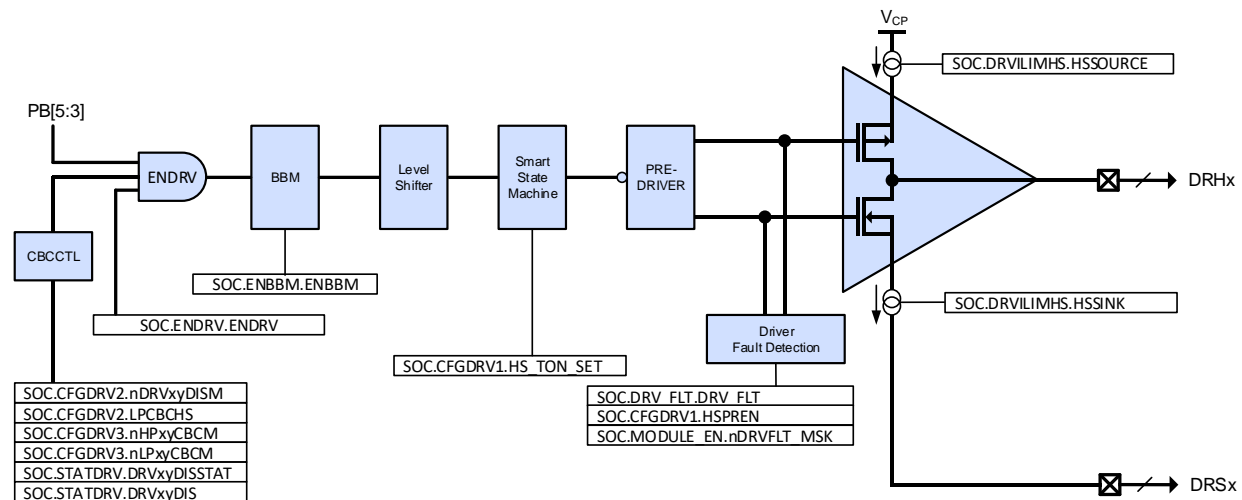 V_CP
SOC.DRVILIMHS.HSSOURCE
PB[5:3]
ENDRV
BBM
Level
Shifter
Smart
State
Machine
PRE-
DRIVER
DRHx
CBCCTL
SOC.ENBBM.ENBBM
SOC.DRVILIMHS.HSSINK
SOC.ENDRV.ENDRV
Driver
Fault Detection
SOC.CFGDRV1.HS_TON_SET
SOC.CFGDRV2.nDRVxyDISM
SOC.CFGDRV2.LPCBCHS
SOC.CFGDRV3.nHPxyCBCM
SOC.CFGDRV3.nLPxyCBCM
SOC.STATDRV.DRVxyDISSTAT
SOC.STATDRV.DRVxyDIS
SOC.DRV_FLT.DRV_FLT
SOC.CFGDRV1.HSPREN
SOC.MODULE_EN.nDRVFLT_MSK
DRSx